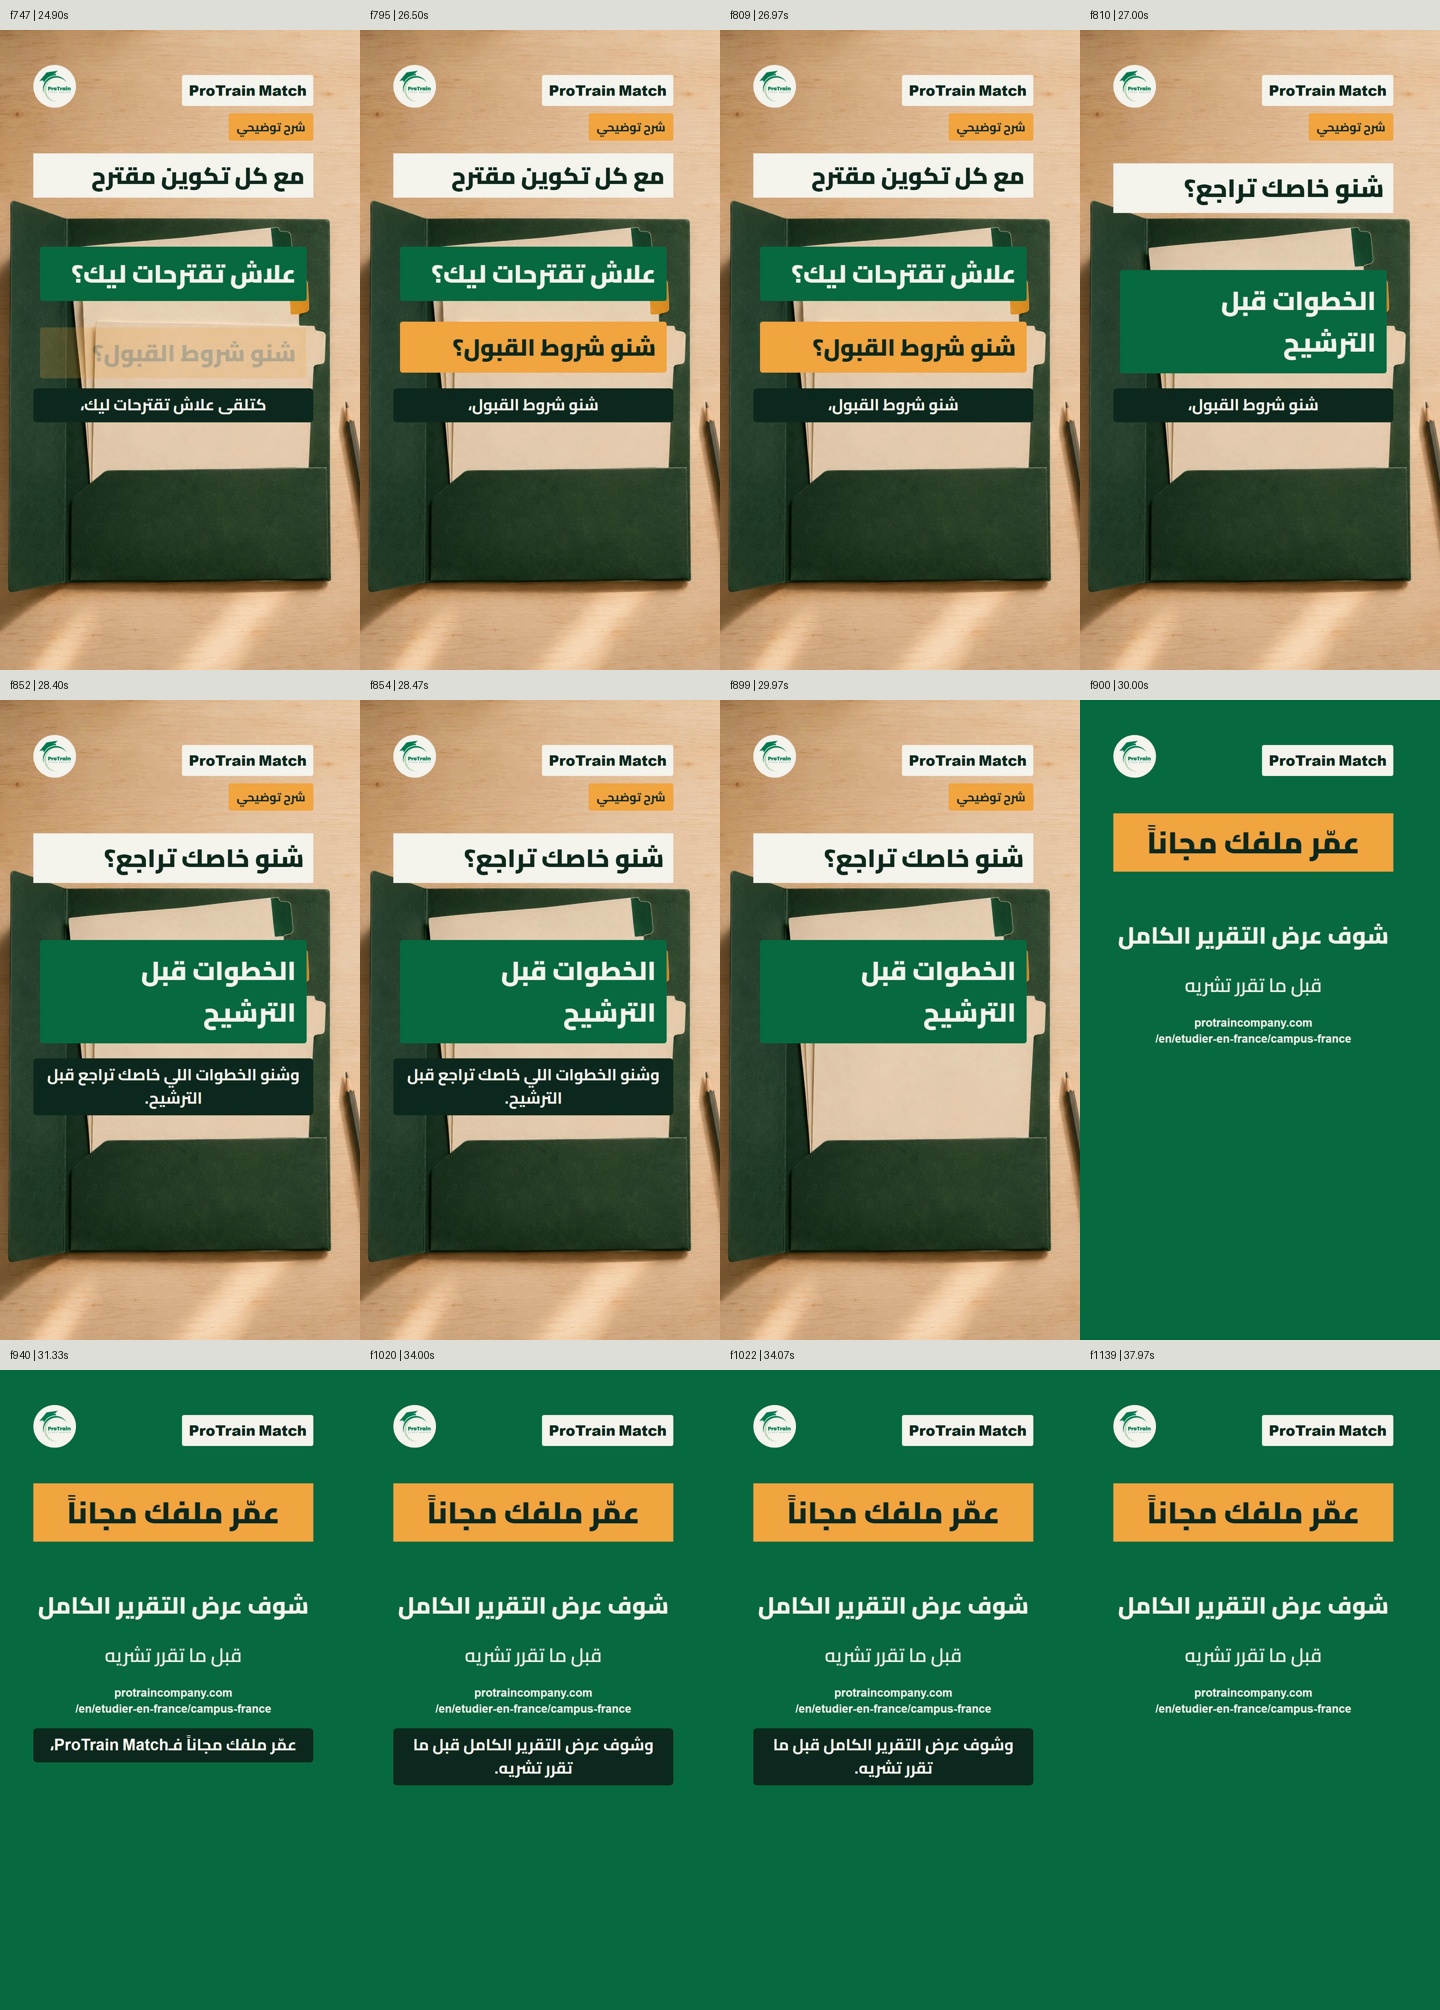 f747 | 24.90s
ProTrain
ProTrain Match
شرح توضيحي
مع كل تكوين مقترح
علاش تقترحات ليك؟
شنو شروط القبول؟
كتلقى علاش تقترحات ليك،
f795 | 26.50s
ProTrain
ProTrain Match
شرح توضيحي
مع كل تكوين مقترح
علاش تقترحات ليك؟
شنو شروط القبول؟
شنو شروط القبول،
f809 | 26.97s
ProTrain
ProTrain Match
شرح توضيحي
مع كل تكوين مقترح
علاش تقترحات ليك؟
شنو شروط القبول؟
شنو شروط القبول،
f810 | 27.00s
ProTrain
ProTrain Match
شرح توضيحي
شنو خاصك تراجع؟
الخطوات قبل
الترشيح
شنو شروط القبول،
f852 | 28.40s
ProTrain
ProTrain Match
شرح توضيحي
شنو خاصك تراجع؟
الخطوات قبل
الترشيح
وشنو الخطوات اللي خاصك تراجع قبل
الترشيح.
f854 | 28.47s
ProTrain
ProTrain Match
شرح توضيحي
شنو خاصك تراجع؟
الخطوات قبل
الترشيح
وشنو الخطوات اللي خاصك تراجع قبل
الترشيح.
f899 | 29.97s
ProTrain
ProTrain Match
شرح توضيحي
شنو خاصك تراجع؟
الخطوات قبل
الترشيح
f900 | 30.00s
ProTrain
ProTrain Match
عمّر ملفك مجاناً
شوف عرض التقرير الكامل
قبل ما تقرر تشريه
protraincompany.com
/en/etudier-en-france/campus-france
f940 | 31.33s
ProTrain
ProTrain Match
عمّر ملفك مجاناً
شوف عرض التقرير الكامل
قبل ما تقرر تشريه
protraincompany.com
/en/etudier-en-france/campus-france
عمّر ملفك مجاناً فـProTrain Match،
f1020 | 34.00s
ProTrain
ProTrain Match
عمّر ملفك مجاناً
شوف عرض التقرير الكامل
قبل ما تقرر تشريه
protraincompany.com
/en/etudier-en-france/campus-france
وشوف عرض التقرير الكامل قبل ما
تقرر تشريه.
f1022 | 34.07s
ProTrain
ProTrain Match
عمّر ملفك مجاناً
شوف عرض التقرير الكامل
قبل ما تقرر تشريه
protraincompany.com
/en/etudier-en-france/campus-france
وشوف عرض التقرير الكامل قبل ما
تقرر تشريه.
f1139 | 37.97s
ProTrain
ProTrain Match
عمّر ملفك مجاناً
شوف عرض التقرير الكامل
قبل ما تقرر تشريه
protraincompany.com
/en/etudier-en-france/campus-france